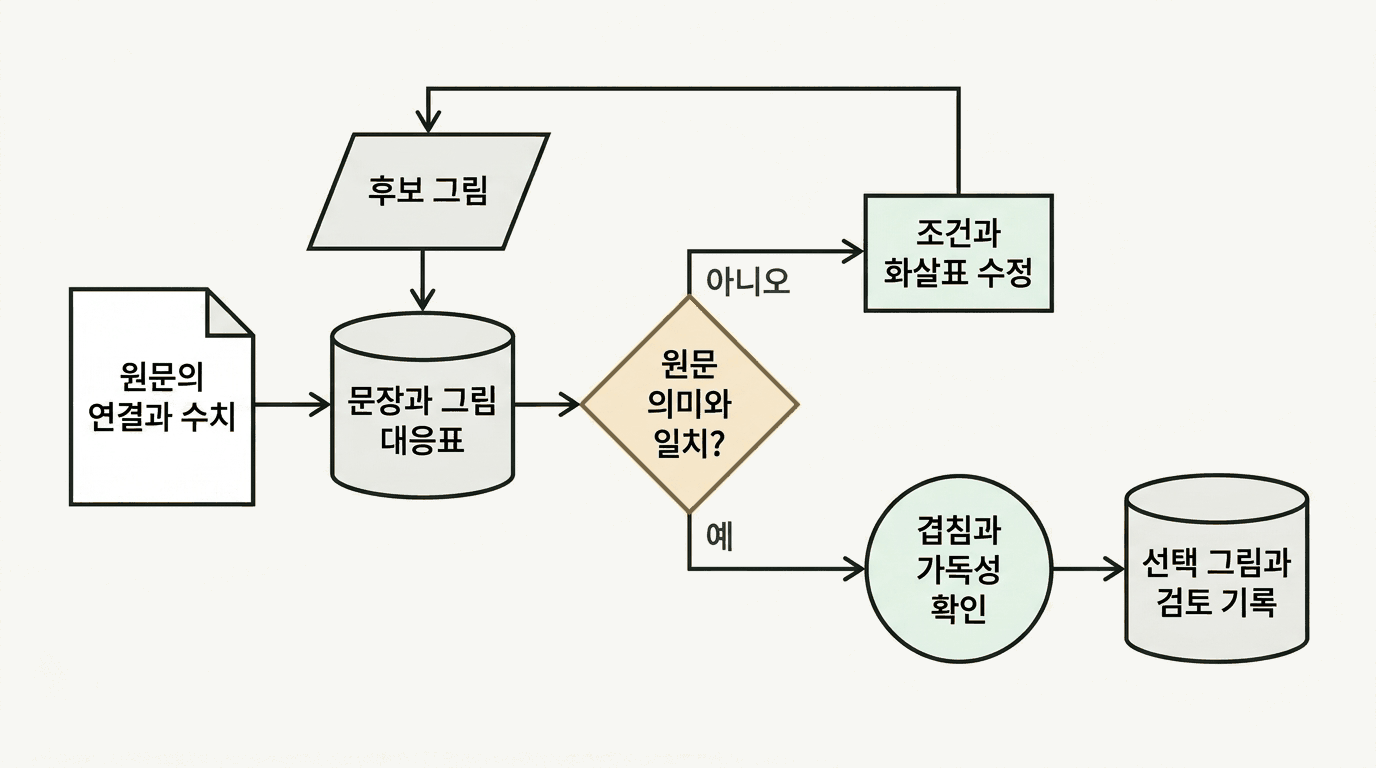 후보 그림
조건과
화살표 수정
아니오
원문의
연결과 수치
문장과 그림
대응표
원문
의미와
일치?
예
겹침과
가독성
확인
선택 그림과
검토 기록